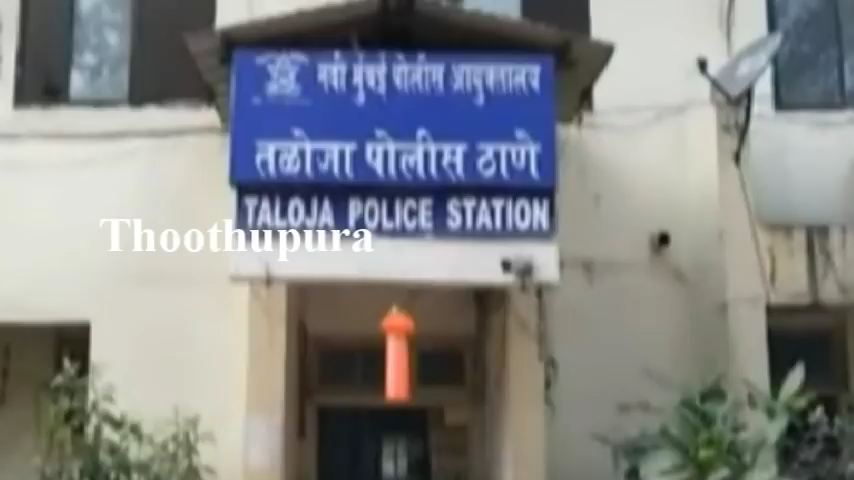 नवी मुंबई पोलीस आयुक्तालय
तळोजा पोलीस ठाणे
TALOJA POLICE STATION
Thoothupura